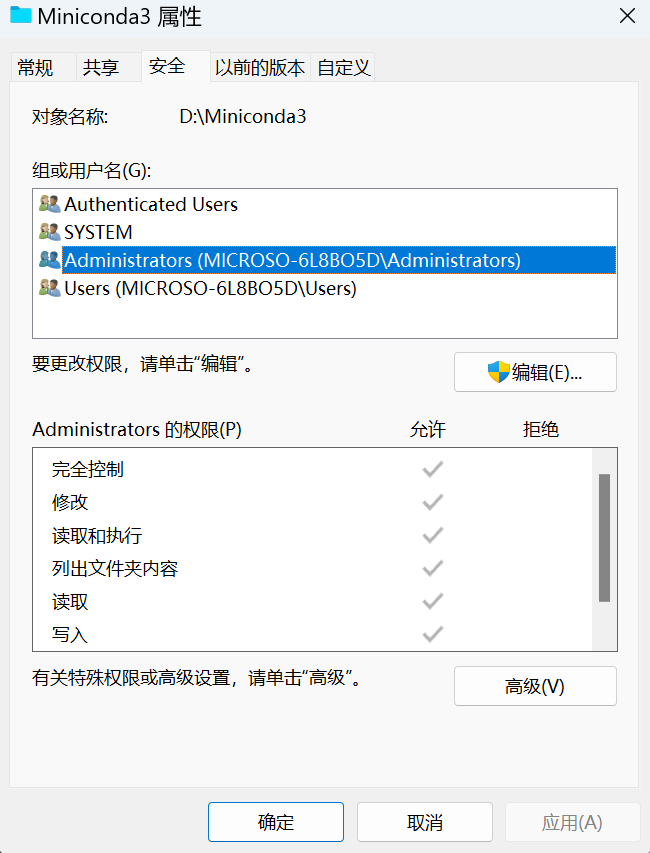 Miniconda3 属性
常规 共享 安全 以前的版本 自定义
对象名称: D:\Miniconda3
组或用户名(G):
Authenticated Users
SYSTEM
Administrators (MICROSO-6L8BO5D\Administrators)
Users (MICROSO-6L8BO5D\Users)
要更改权限，请单击“编辑”。
编辑(E)...
Administrators 的权限(P) 允许 拒绝
完全控制
修改
读取和执行
列出文件夹内容
读取
写入
有关特殊权限或高级设置，请单击“高级”。
高级(V)
确定 取消 应用(A)